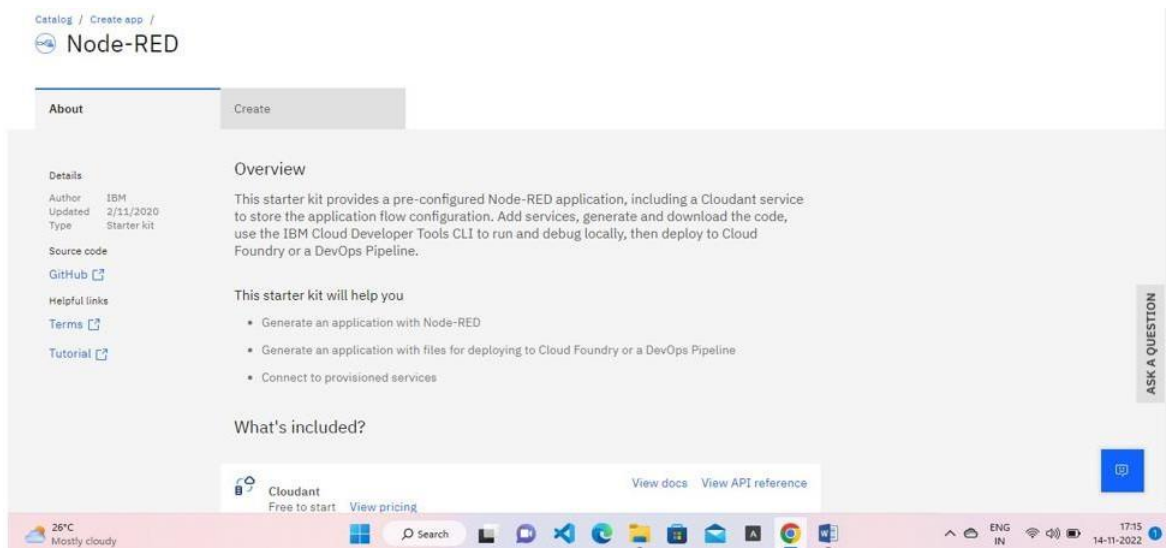 Catalog / Create app /
Node-RED
About
Create
Details
Author IBM
Updated 2/11/2020
Type Starter kit
Source code
GitHub
Helpful links
Terms
Tutorial
Overview
This starter kit provides a pre-configured Node-RED application, including a Cloudant service
to store the application flow configuration. Add services, generate and download the code,
use the IBM Cloud Developer Tools CLI to run and debug locally, then deploy to Cloud
Foundry or a DevOps Pipeline.
This starter kit will help you
• Generate an application with Node-RED
• Generate an application with files for deploying to Cloud Foundry or a DevOps Pipeline
• Connect to provisioned services
What's included?
Cloudant
Free to start View pricing
View docs View API reference
ASK A QUESTION
26°C
Mostly cloudy
Search
ENG
IN
17:15
14-11-2022
1